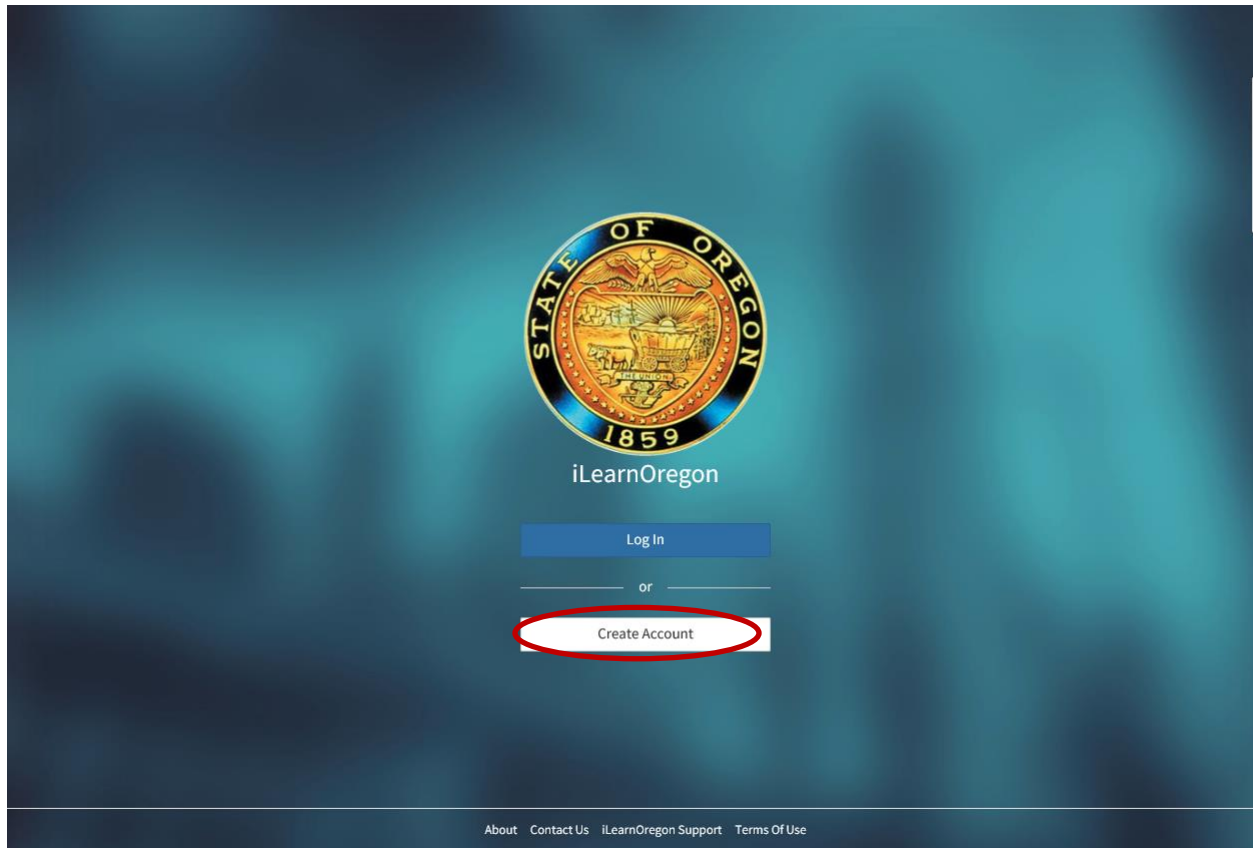 STATE OF OREGON
THE UNION
1859
iLearnOregon
Log In
or
Create Account
About Contact Us iLearnOregon Support Terms Of Use